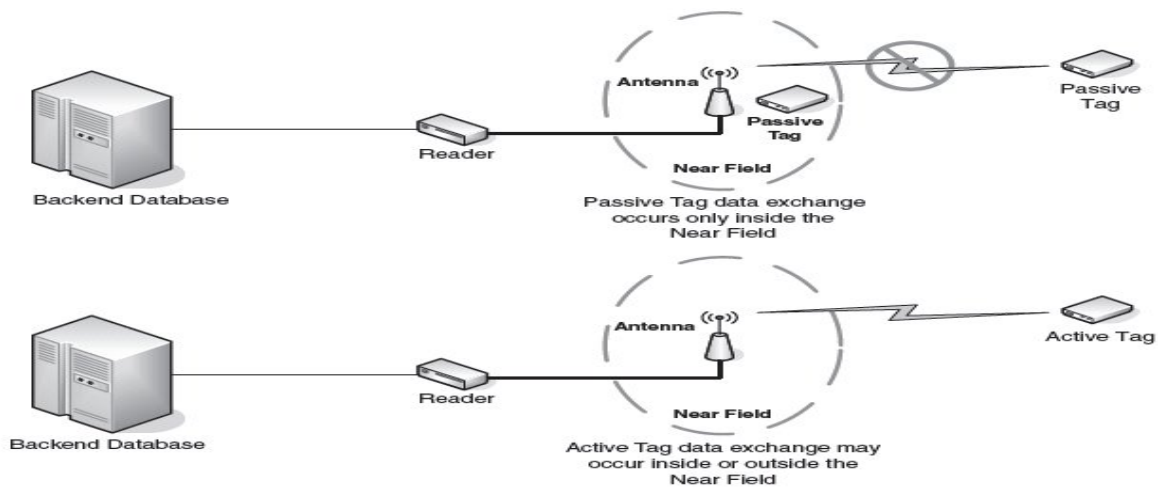 Antenna
Passive
Tag
Passive
Tag
Reader
Near Field
Backend Database
Passive Tag data exchange
occurs only inside the
Near Field
Antenna
Active Tag
Reader
Near Field
Backend Database
Active Tag data exchange may
occur inside or outside the
Near Field